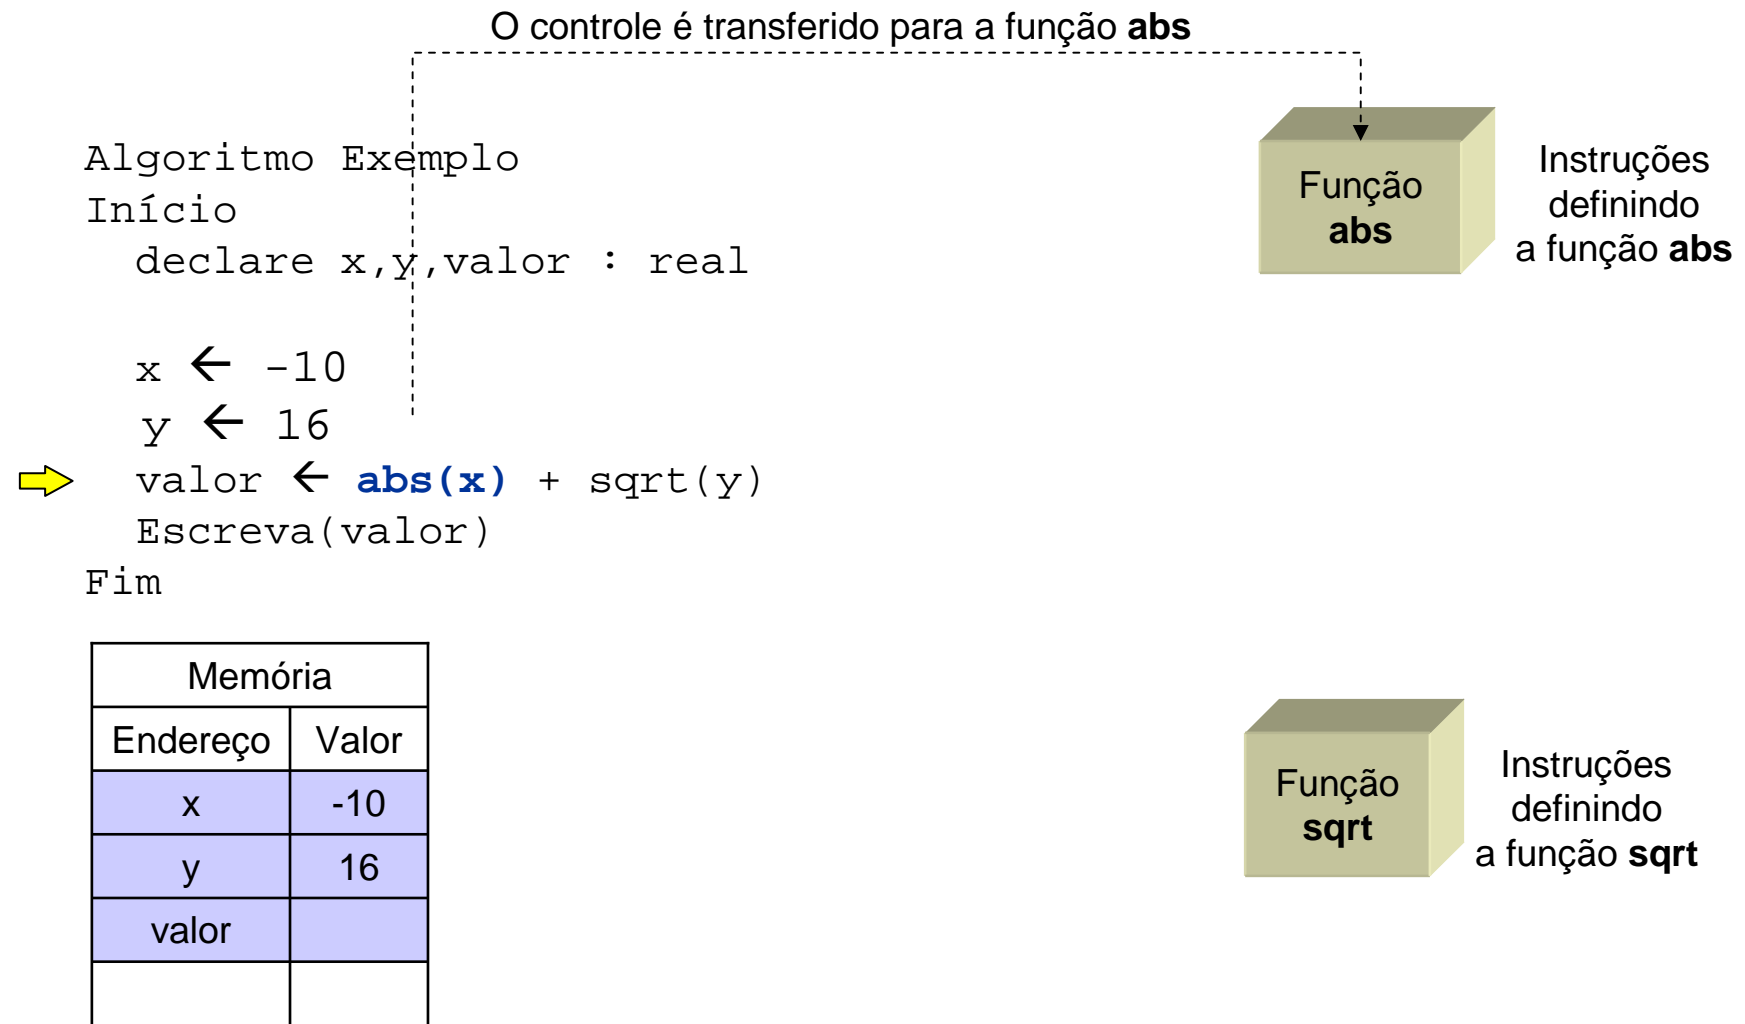 O controle é transferido para a função abs
Algoritmo Exemplo
Início
declare x,y,valor : real
x ← -10
y ← 16
valor ← abs(x) + sqrt(y)
Escreva(valor)
Fim
Função
abs
Instruções
definindo
a função abs
Memória
Endereço Valor
x -10
y 16
valor
Função
sqrt
Instruções
definindo
a função sqrt